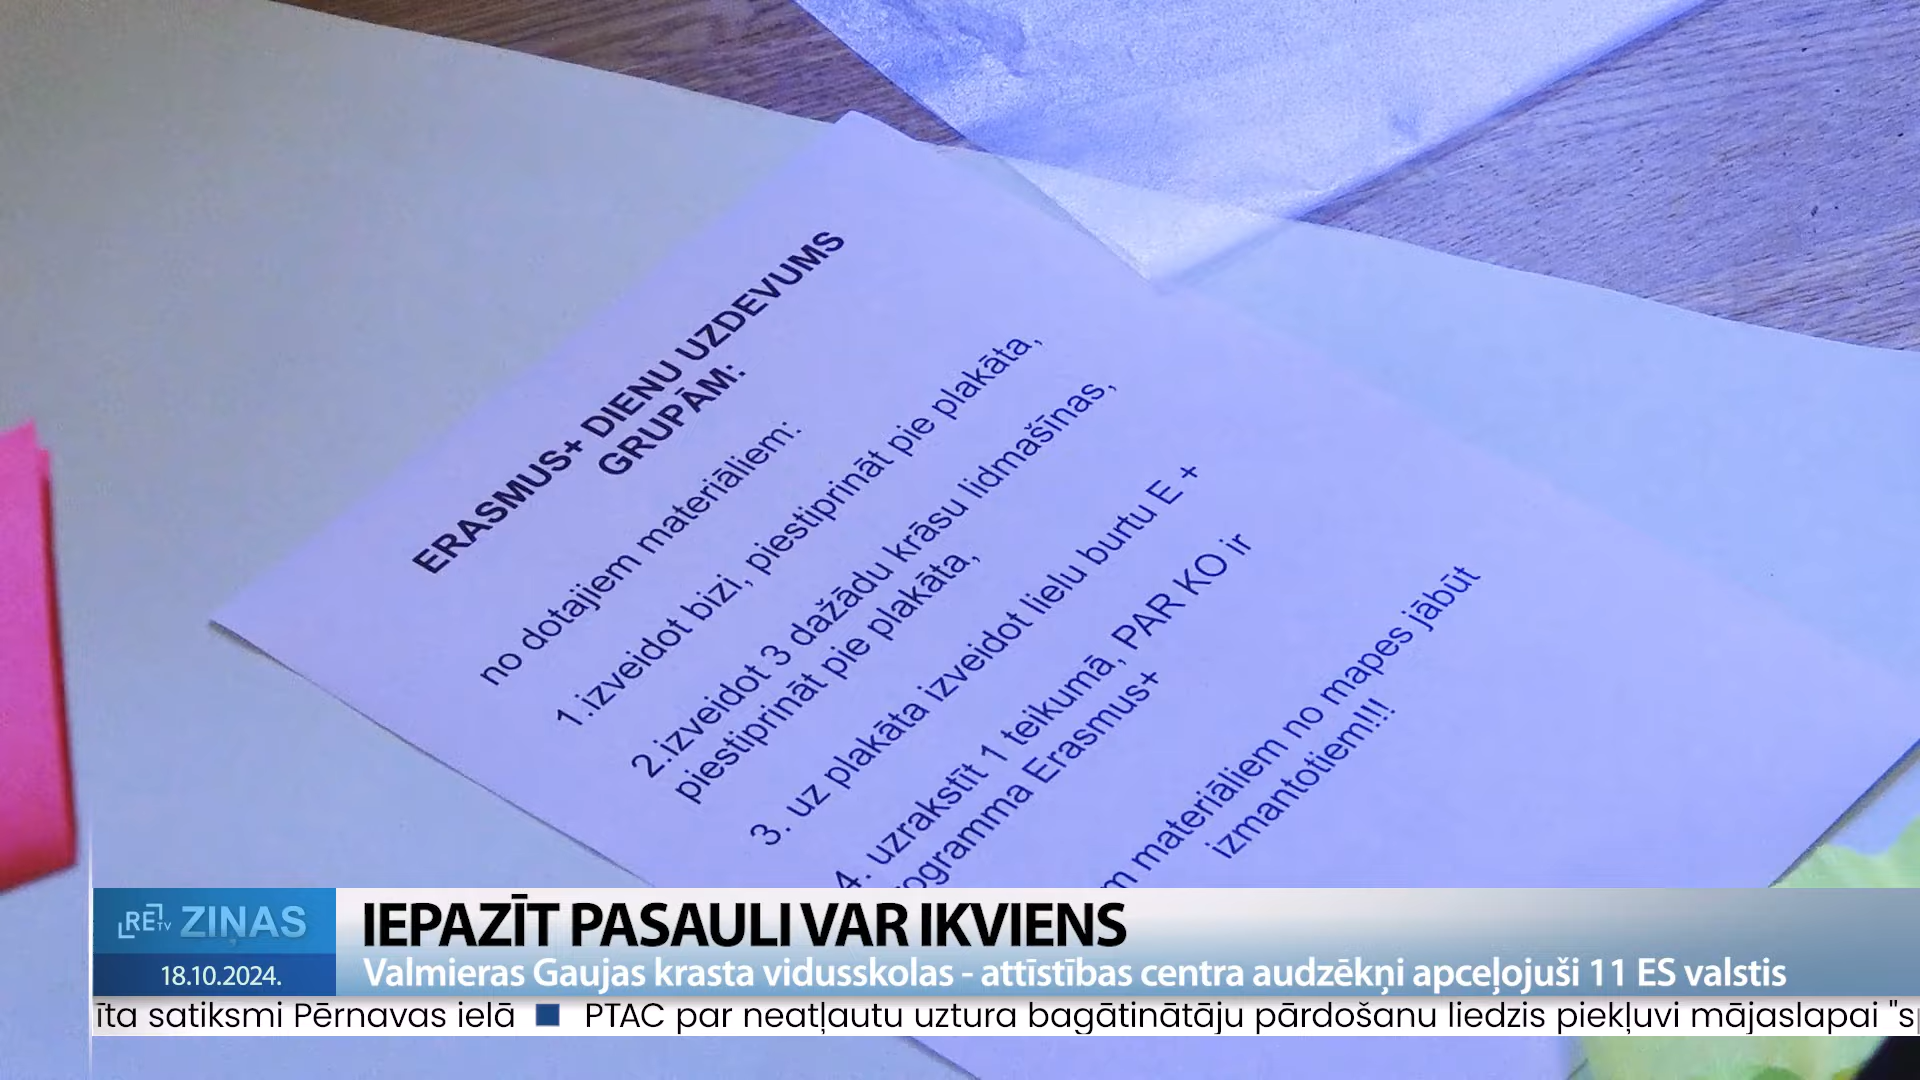 ERASMUS+ DIENU UZDEVUMS
GRUPĀM:
no dotajiem materiāliem:
1.izveidot bizi, piestiprināt pie plakāta,
2.izveidot 3 dažādu krāsu lidmašīnas,
piestiprināt pie plakāta,
3. uz plakāta izveidot lielu burtu E +
4. uzrakstīt 1 teikumā, PAR KO ir
ogramma Erasmus+
m materiāliem no mapes jābūt
izmantotiem!!!
RE TV ZIŅAS
18.10.2024.
IEPAZĪT PASAULI VAR IKVIENS
Valmieras Gaujas krasta vidusskolas - attīstības centra audzēkņi apceļojuši 11 ES valstis
īta satiksmi Pērnavas ielā ■ PTAC par neatļautu uztura bagātinātāju pārdošanu liedzis piekļuvi mājaslapai "s